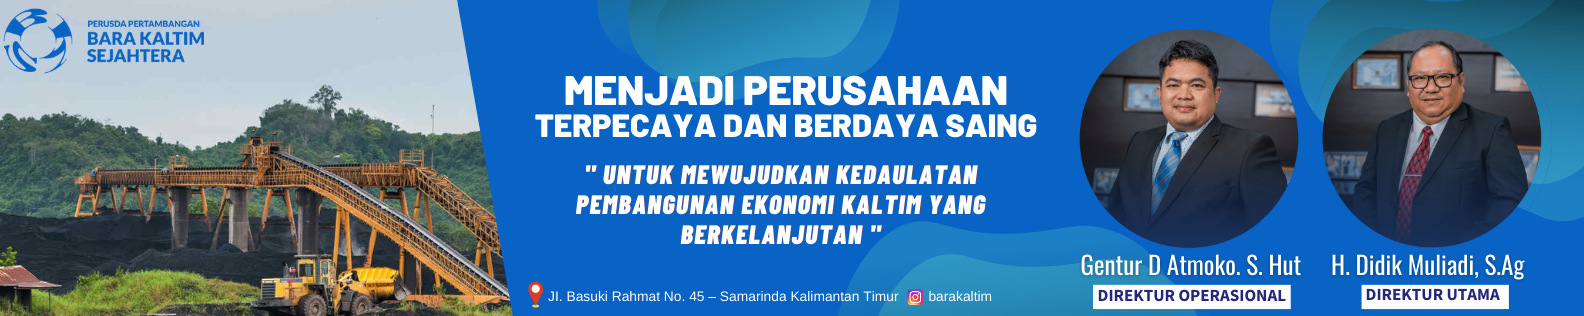 PERUSDA PERTAMBANGAN
BARA KALTIM
SEJAHTERA
MENJADI PERUSAHAAN
TERPECAYA DAN BERDAYA SAING
" UNTUK MEWUJUDKAN KEDAULATAN
PEMBANGUNAN EKONOMI KALTIM YANG
BERKELANJUTAN "
Jl. Basuki Rahmat No. 45 – Samarinda Kalimantan Timur barakaltim
Gentur D Atmoko. S. Hut
DIREKTUR OPERASIONAL
H. Didik Muliadi, S.Ag
DIREKTUR UTAMA